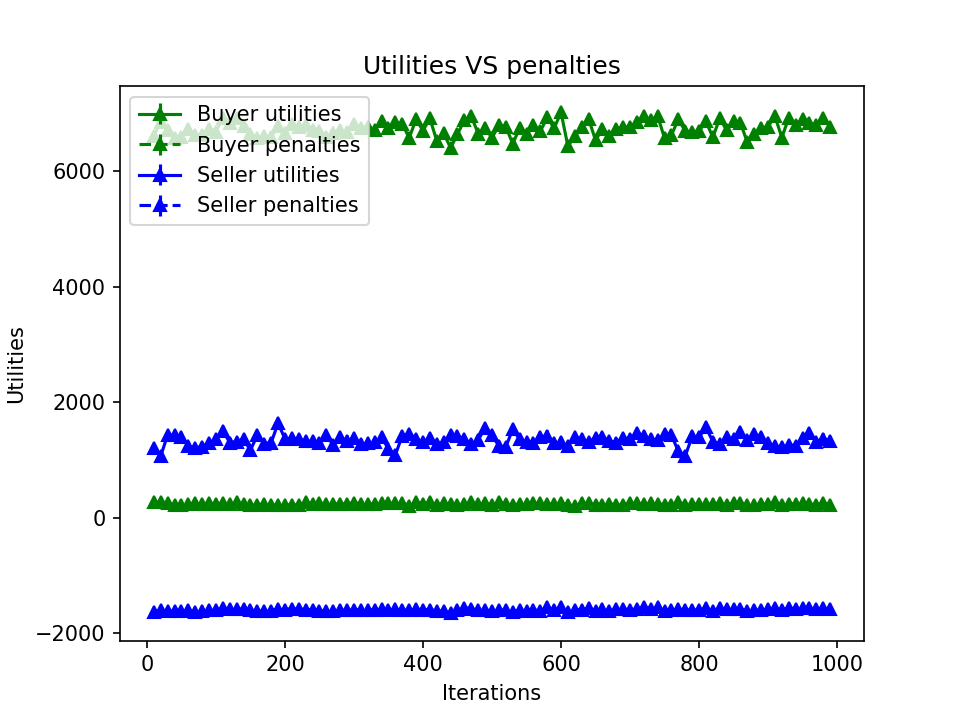 Utilities VS penalties
Buyer utilities
Buyer penalties
Seller utilities
Seller penalties
6000
4000
2000
0
−2000
Utilities
0 200 400 600 800 1000
Iterations